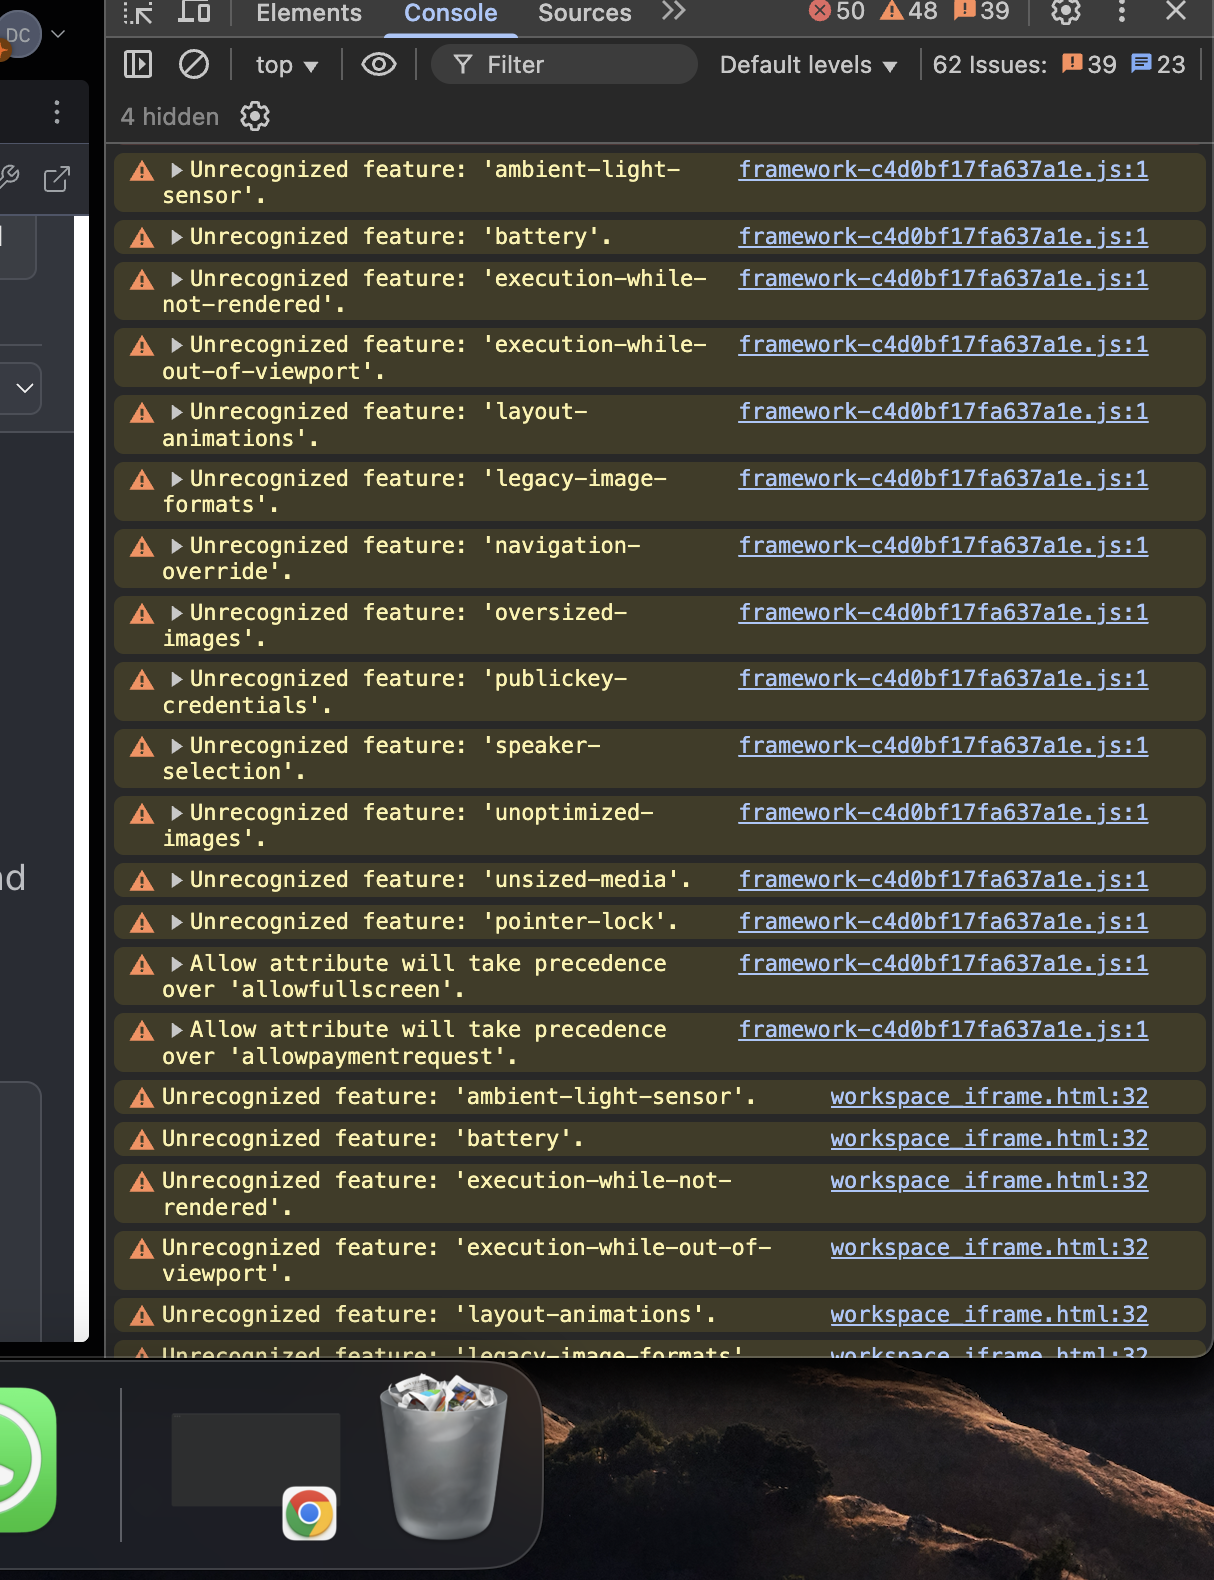 DC
Elements
Console
Sources
50
48
39
top
Filter
Default levels
62 Issues:
39
23
4 hidden
Unrecognized feature: 'ambient-light-
sensor'.
framework-c4d0bf17fa637a1e.js:1
Unrecognized feature: 'battery'.
framework-c4d0bf17fa637a1e.js:1
Unrecognized feature: 'execution-while-
not-rendered'.
framework-c4d0bf17fa637a1e.js:1
Unrecognized feature: 'execution-while-
out-of-viewport'.
framework-c4d0bf17fa637a1e.js:1
Unrecognized feature: 'layout-
animations'.
framework-c4d0bf17fa637a1e.js:1
Unrecognized feature: 'legacy-image-
formats'.
framework-c4d0bf17fa637a1e.js:1
Unrecognized feature: 'navigation-
override'.
framework-c4d0bf17fa637a1e.js:1
Unrecognized feature: 'oversized-
images'.
framework-c4d0bf17fa637a1e.js:1
Unrecognized feature: 'publickey-
credentials'.
framework-c4d0bf17fa637a1e.js:1
Unrecognized feature: 'speaker-
selection'.
framework-c4d0bf17fa637a1e.js:1
Unrecognized feature: 'unoptimized-
images'.
framework-c4d0bf17fa637a1e.js:1
Unrecognized feature: 'unsized-media'.
framework-c4d0bf17fa637a1e.js:1
Unrecognized feature: 'pointer-lock'.
framework-c4d0bf17fa637a1e.js:1
Allow attribute will take precedence
over 'allowfullscreen'.
framework-c4d0bf17fa637a1e.js:1
Allow attribute will take precedence
over 'allowpaymentrequest'.
framework-c4d0bf17fa637a1e.js:1
Unrecognized feature: 'ambient-light-sensor'.
workspace_iframe.html:32
Unrecognized feature: 'battery'.
workspace_iframe.html:32
Unrecognized feature: 'execution-while-not-
rendered'.
workspace_iframe.html:32
Unrecognized feature: 'execution-while-out-of-
viewport'.
workspace_iframe.html:32
Unrecognized feature: 'layout-animations'.
workspace_iframe.html:32
Unrecognized feature: 'legacy-image-formats'
workspace_iframe.html:32